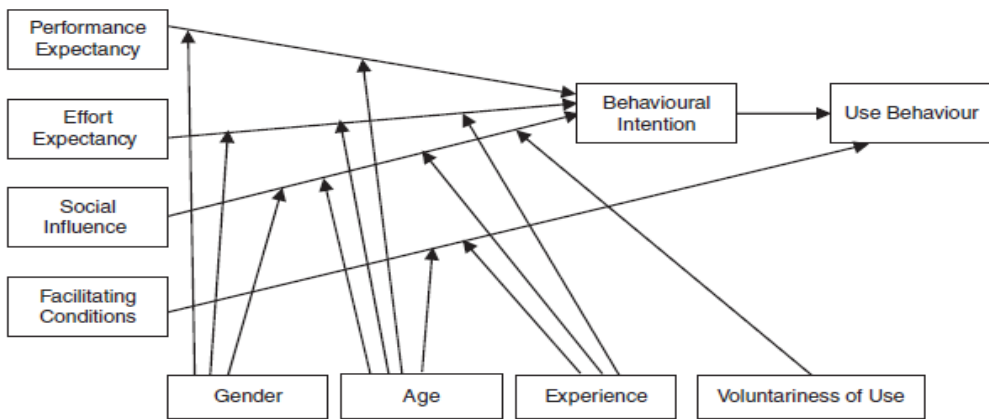 Performance
Expectancy
Effort
Expectancy
Social
Influence
Facilitating
Conditions
Behavioural
Intention
Use Behaviour
Gender
Age
Experience
Voluntariness of Use